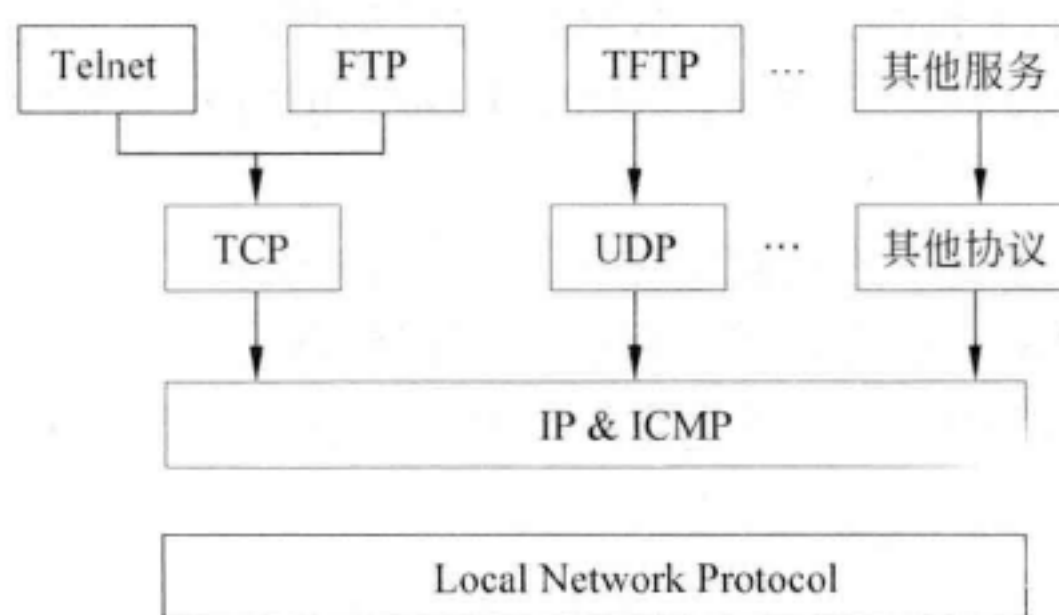 Telnet FTP TFTP … 其他服务
TCP UDP … 其他协议
IP & ICMP
Local Network Protocol